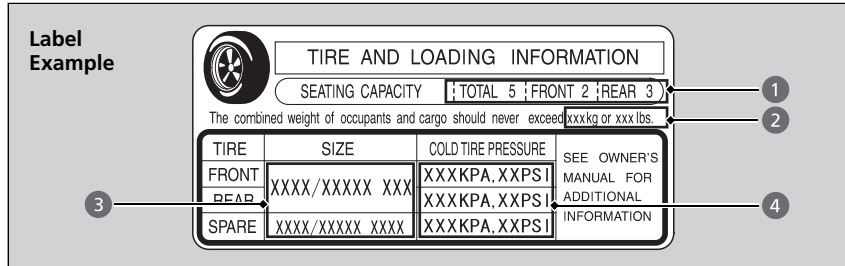 Label
Example
TIRE AND LOADING INFORMATION
SEATING CAPACITY TOTAL 5 FRONT 2 REAR 3
1
The combined weight of occupants and cargo should never exceed xxxkg or xxx lbs.
2
TIRE SIZE COLD TIRE PRESSURE
SEE OWNER'S
MANUAL FOR
ADDITIONAL
INFORMATION
FRONT XXXX/XXXXX XXX XXXKPA,XXPSI
REAR XXXKPA,XXPSI
SPARE XXXX/XXXXX XXXX XXXKPA,XXPSI
3
4